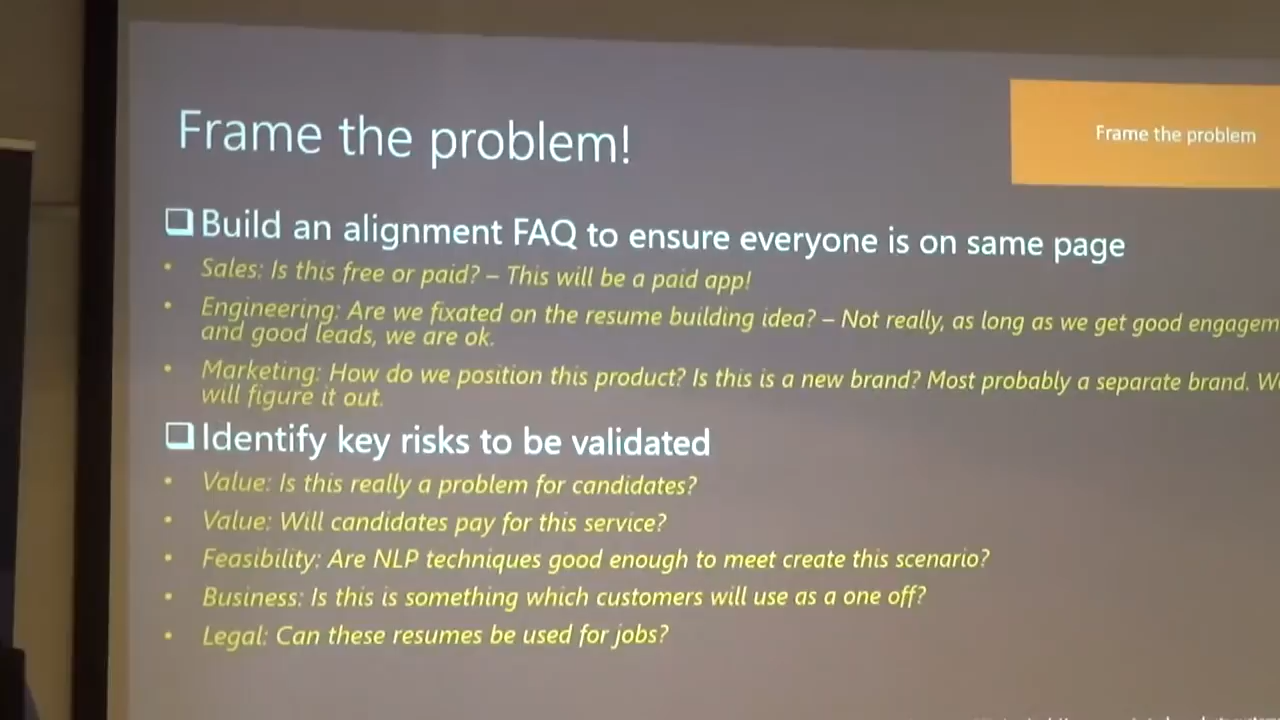 Frame the problem!
Frame the problem
❑ Build an alignment FAQ to ensure everyone is on same page
• Sales: Is this free or paid? – This will be a paid app!
• Engineering: Are we fixated on the resume building idea? – Not really, as long as we get good engagem
and good leads, we are ok.
• Marketing: How do we position this product? Is this is a new brand? Most probably a separate brand. We
will figure it out.
❑ Identify key risks to be validated
• Value: Is this really a problem for candidates?
• Value: Will candidates pay for this service?
• Feasibility: Are NLP techniques good enough to meet create this scenario?
• Business: Is this is something which customers will use as a one off?
• Legal: Can these resumes be used for jobs?